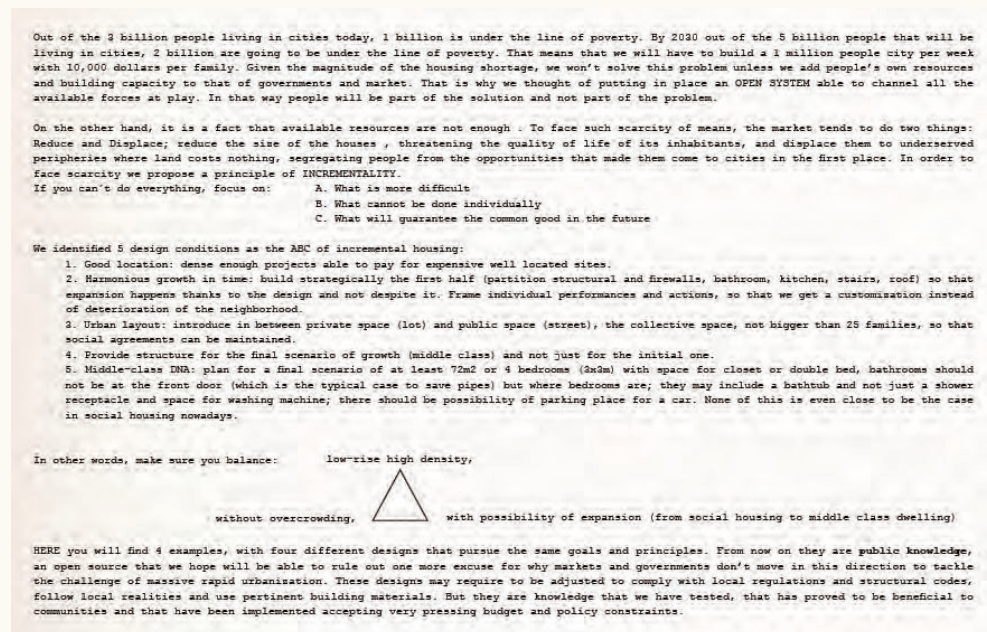 Out of the 3 billion people living in cities today, 1 billion is under the line of poverty. By 2030 out of the 5 billion people that will be
living in cities, 2 billion are going to be under the line of poverty. That means that we will have to build a 1 million people city per week
with 10,000 dollars per family. Given the magnitude of the housing shortage, we won't solve this problem unless we add people's own resources
and building capacity to that of governments and market. That is why we thought of putting in place an OPEN SYSTEM able to channel all the
available forces at play. In that way people will be part of the solution and not part of the problem.
On the other hand, it is a fact that available resources are not enough . To face such scarcity of means, the market tends to do two things:
Reduce and Displace; reduce the size of the houses , threatening the quality of life of its inhabitants, and displace them to underserved
peripheries where land costs nothing, segregating people from the opportunities that made them come to cities in the first place. In order to
face scarcity we propose a principle of INCREMENTALITY.
If you can't do everything, focus on: A. What is more difficult
B. What cannot be done individually
C. What will guarantee the common good in the future
We identified 5 design conditions as the ABC of incremental housing:
1. Good location: dense enough projects able to pay for expensive well located sites.
2. Harmonious growth in time: build strategically the first half (partition structural and firewalls, bathroom, kitchen, stairs, roof) so that
expansion happens thanks to the design and not despite it. Frame individual performances and actions, so that we get a customization instead
of deterioration of the neighborhood.
3. Urban layout: introduce in between private space (lot) and public space (street), the collective space, not bigger than 25 families, so that
social agreements can be maintained.
4. Provide structure for the final scenario of growth (middle class) and not just for the initial one.
5. Middle-class DNA: plan for a final scenario of at least 72m2 or 4 bedrooms (3x3m) with space for closet or double bed, bathrooms should
not be at the front door (which is the typical case to save pipes) but where bedrooms are; they may include a bathtub and not just a shower
receptacle and space for washing machine; there should be possibility of parking place for a car. None of this is even close to be the case
in social housing nowadays.
In other words, make sure you balance: low-rise high density,
without overcrowding, with possibility of expansion (from social housing to middle class dwelling)
HERE you will find 4 examples, with four different designs that pursue the same goals and principles. From now on they are public knowledge,
an open source that we hope will be able to rule out one more excuse for why markets and governments don't move in this direction to tackle
the challenge of massive rapid urbanization. These designs may require to be adjusted to comply with local regulations and structural codes,
follow local realities and use pertinent building materials. But they are knowledge that we have tested, that has proved to be beneficial to
communities and that have been implemented accepting very pressing budget and policy constraints.